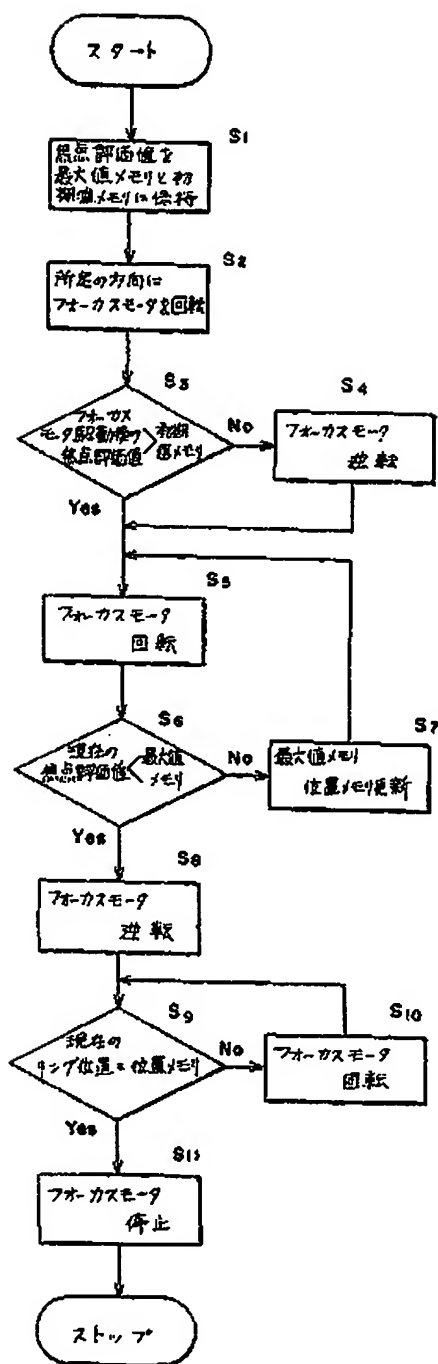 スタート
S1
焦点評価値を
最大値メモリと初
期値メモリに保持
S2
所定の方向に
フォーカスモータを回転
S3
フォーカス
モータ駆動後の > 初期
焦点評価値 値メモリ
No
Yes
S4
フォーカスモータ
逆転
S5
フォーカスモータ
回転
S6
現在の < 最大値
焦点評価値 メモリ
No
Yes
S7
最大値メモリ
位置メモリ更新
S8
フォーカスモータ
逆転
S9
現在の
リング位置=位置メモリ
No
Yes
S10
フォーカスモータ
回転
S11
フォーカスモータ
停止
ストップ